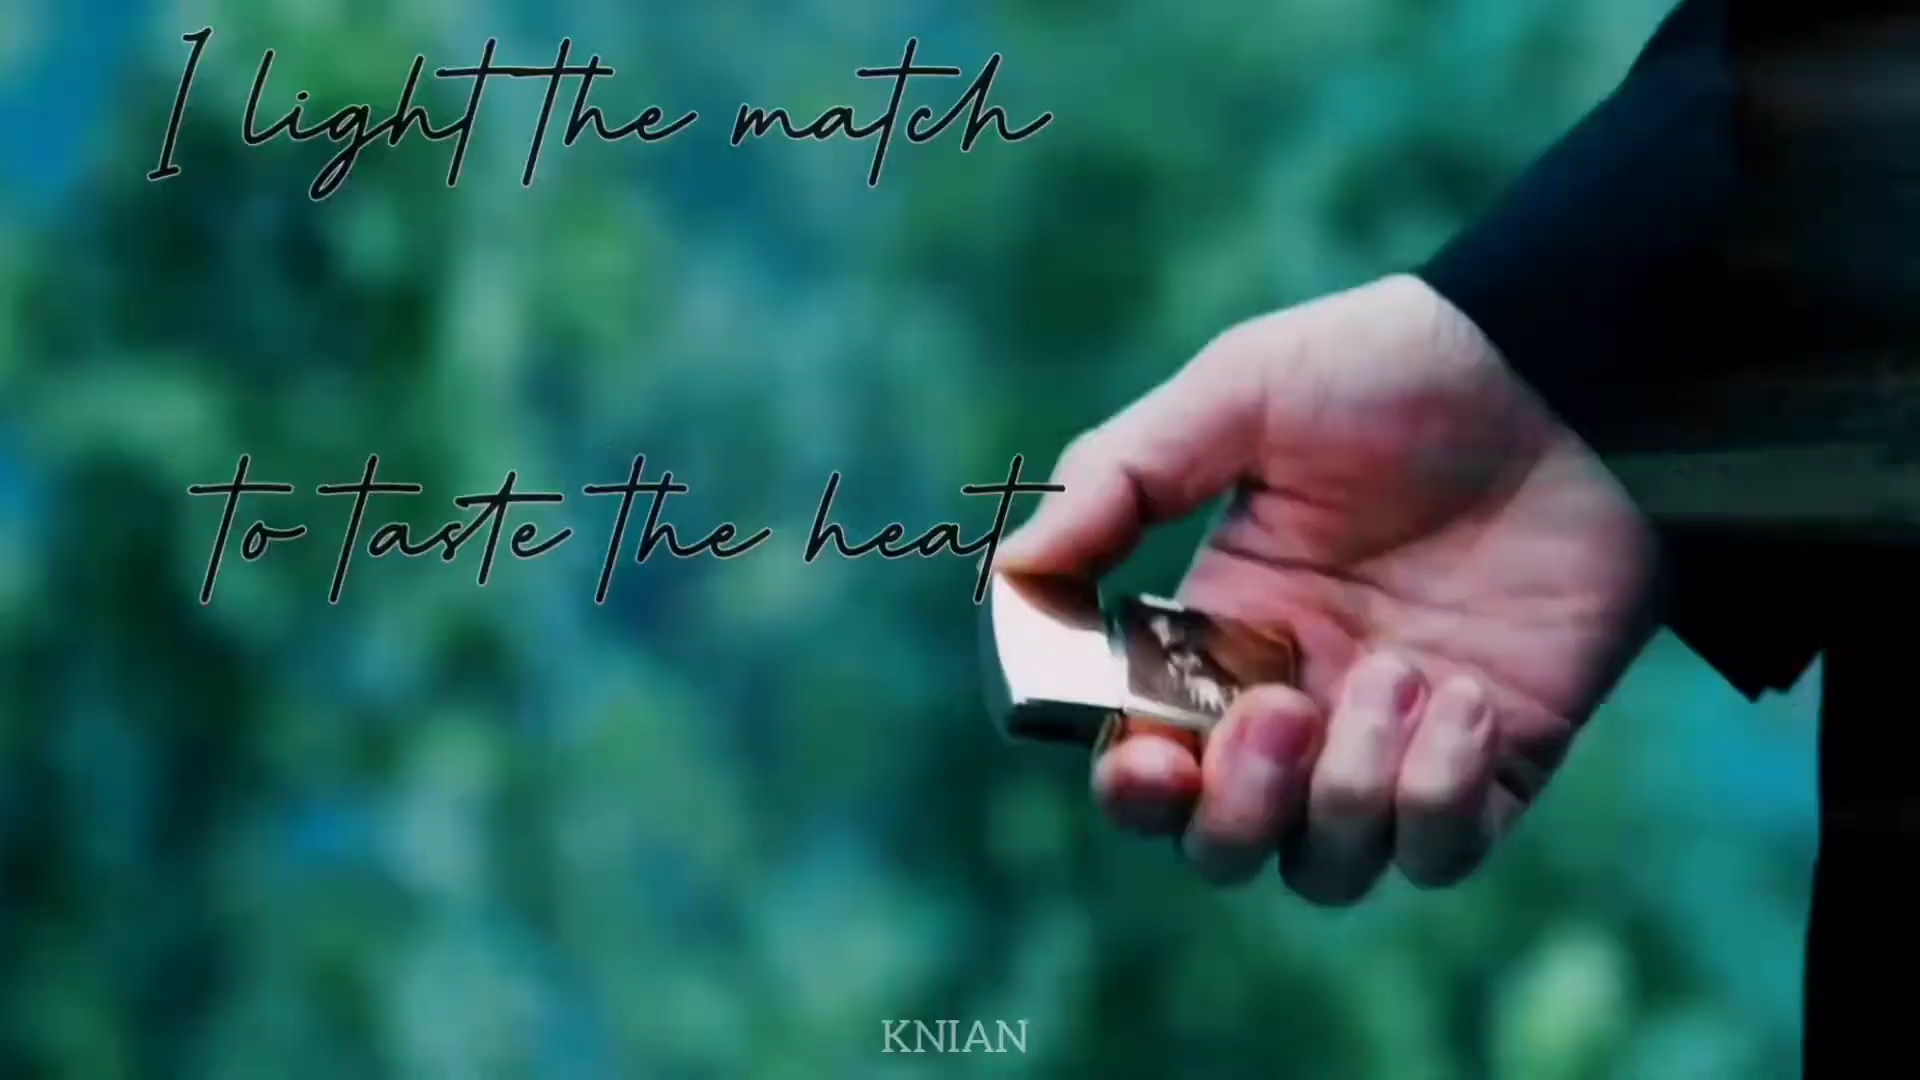 I light the match
to taste the heat
KNIAN